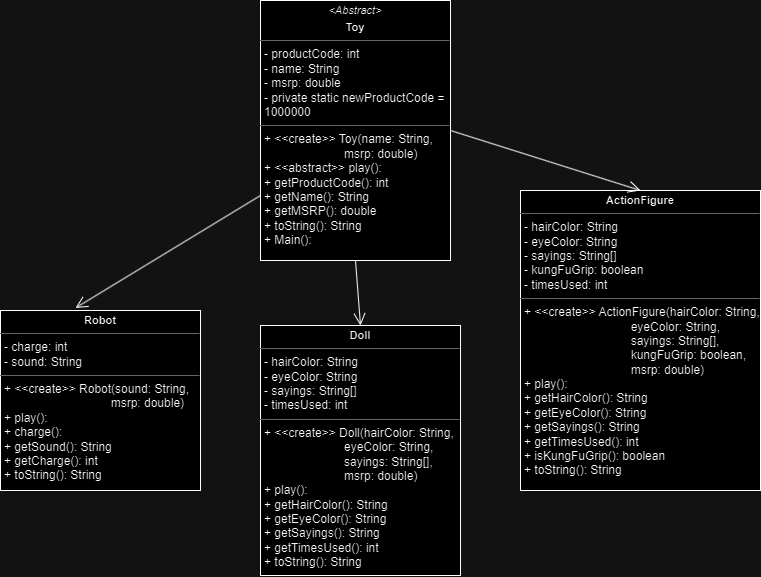 <Abstract>
Toy
- productCode: int
- name: String
- msrp: double
- private static newProductCode =
1000000
+ <<create>> Toy(name: String,
msrp: double)
+ <<abstract>> play():
+ getProductCode(): int
+ getName(): String
+ getMSRP(): double
+ toString(): String
+ Main():
Robot
- charge: int
- sound: String
+ <<create>> Robot(sound: String,
msrp: double)
+ play():
+ charge():
+ getSound(): String
+ getCharge(): int
+ toString(): String
Doll
- hairColor: String
- eyeColor: String
- sayings: String[]
- timesUsed: int
+ <<create>> Doll(hairColor: String,
eyeColor: String,
sayings: String[],
msrp: double)
+ play():
+ getHairColor(): String
+ getEyeColor(): String
+ getSayings(): String
+ getTimesUsed(): int
+ toString(): String
ActionFigure
- hairColor: String
- eyeColor: String
- sayings: String[]
- kungFuGrip: boolean
- timesUsed: int
+ <<create>> ActionFigure(hairColor: String,
eyeColor: String,
sayings: String[],
kungFuGrip: boolean,
msrp: double)
+ play():
+ getHairColor(): String
+ getEyeColor(): String
+ getSayings(): String
+ getTimesUsed(): int
+ isKungFuGrip(): boolean
+ toString(): String